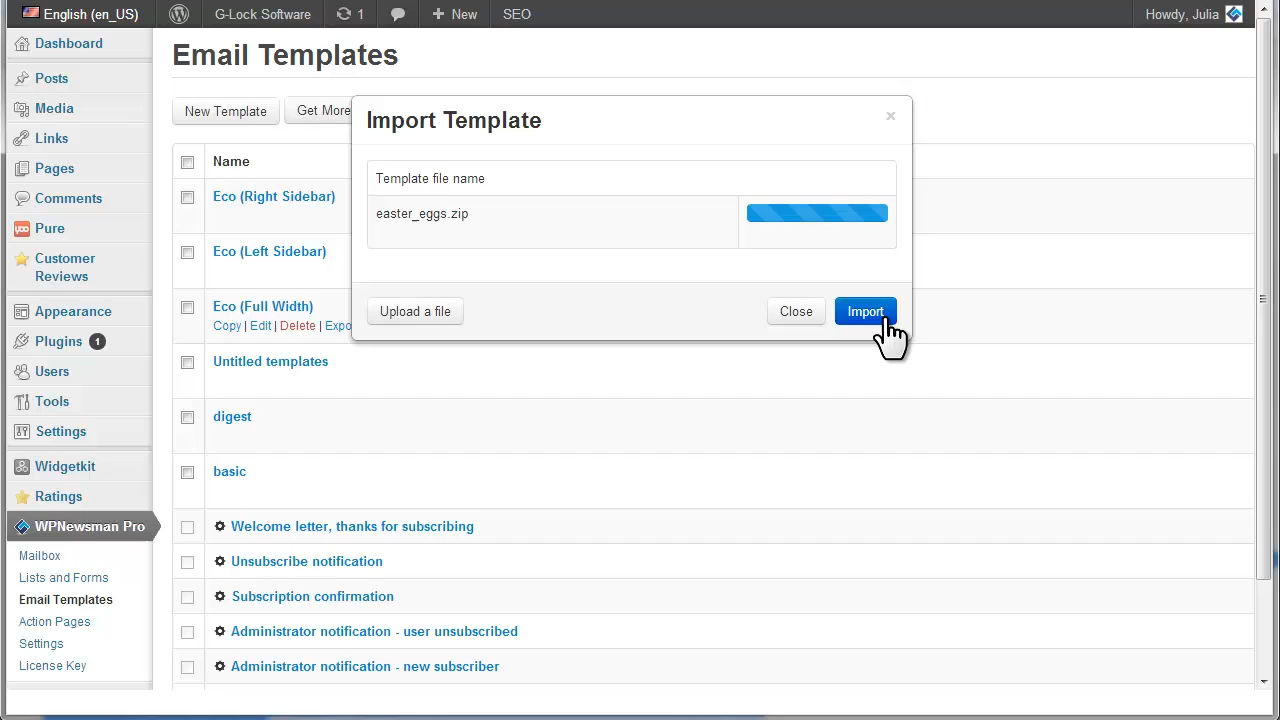 English (en_US)
G-Lock Software
1
New
SEO
Howdy, Julia
Dashboard
Posts
Media
Links
Pages
Comments
Pure
Customer
Reviews
Appearance
Plugins 1
Users
Tools
Settings
Widgetkit
Ratings
WPNewsman Pro
Mailbox
Lists and Forms
Email Templates
Action Pages
Settings
License Key
Email Templates
New Template
Get More
Name
Eco (Right Sidebar)
Eco (Left Sidebar)
Eco (Full Width)
Copy | Edit | Delete | Expo
Untitled templates
digest
basic
Welcome letter, thanks for subscribing
Unsubscribe notification
Subscription confirmation
Administrator notification - user unsubscribed
Administrator notification - new subscriber
Import Template
×
Template file name
easter_eggs.zip
Upload a file
Close
Import